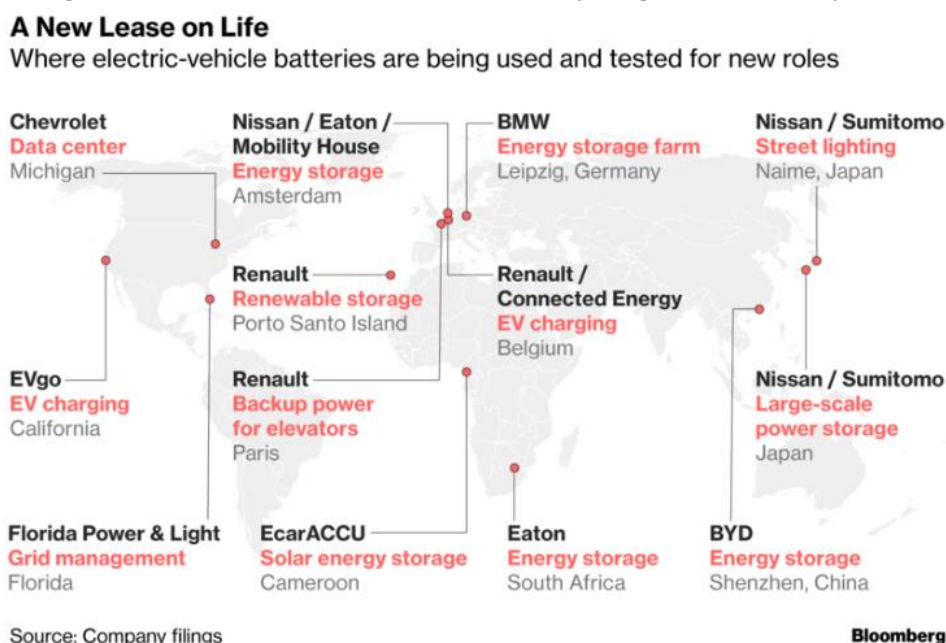 A New Lease on Life
Where electric-vehicle batteries are being used and tested for new roles
Chevrolet
Data center
Michigan
Nissan / Eaton /
Mobility House
Energy storage
Amsterdam
BMW
Energy storage farm
Leipzig, Germany
Nissan / Sumitomo
Street lighting
Naime, Japan
Renault
Renewable storage
Porto Santo Island
Renault /
Connected Energy
EV charging
Belgium
EVgo
EV charging
California
Renault
Backup power
for elevators
Paris
Nissan / Sumitomo
Large-scale
power storage
Japan
Florida Power & Light
Grid management
Florida
EcarACCU
Solar energy storage
Cameroon
Eaton
Energy storage
South Africa
BYD
Energy storage
Shenzhen, China
Source: Company filings
Bloomberg